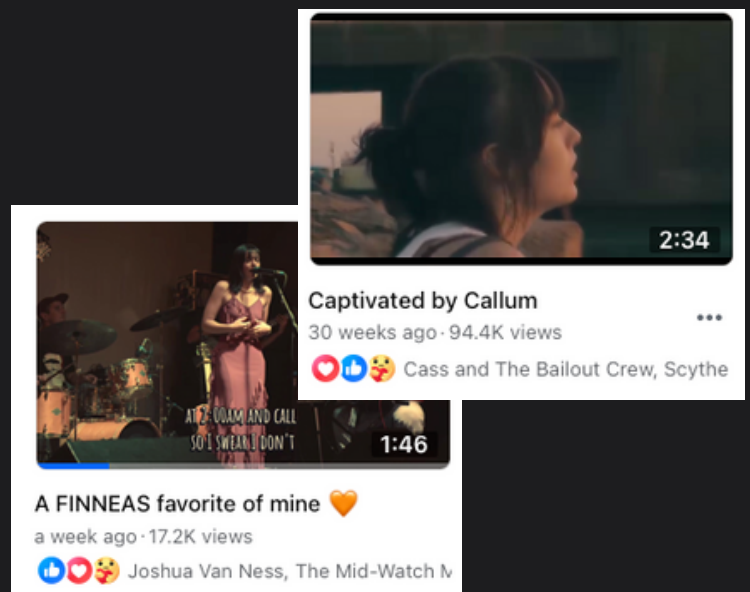 2:34
Captivated by Callum
30 weeks ago · 94.4K views
Cass and The Bailout Crew, Scythe
AT 2:00AM AND CALL
SO I SWEAR I DON'T
1:46
A FINNEAS favorite of mine 🧡
a week ago · 17.2K views
Joshua Van Ness, The Mid-Watch